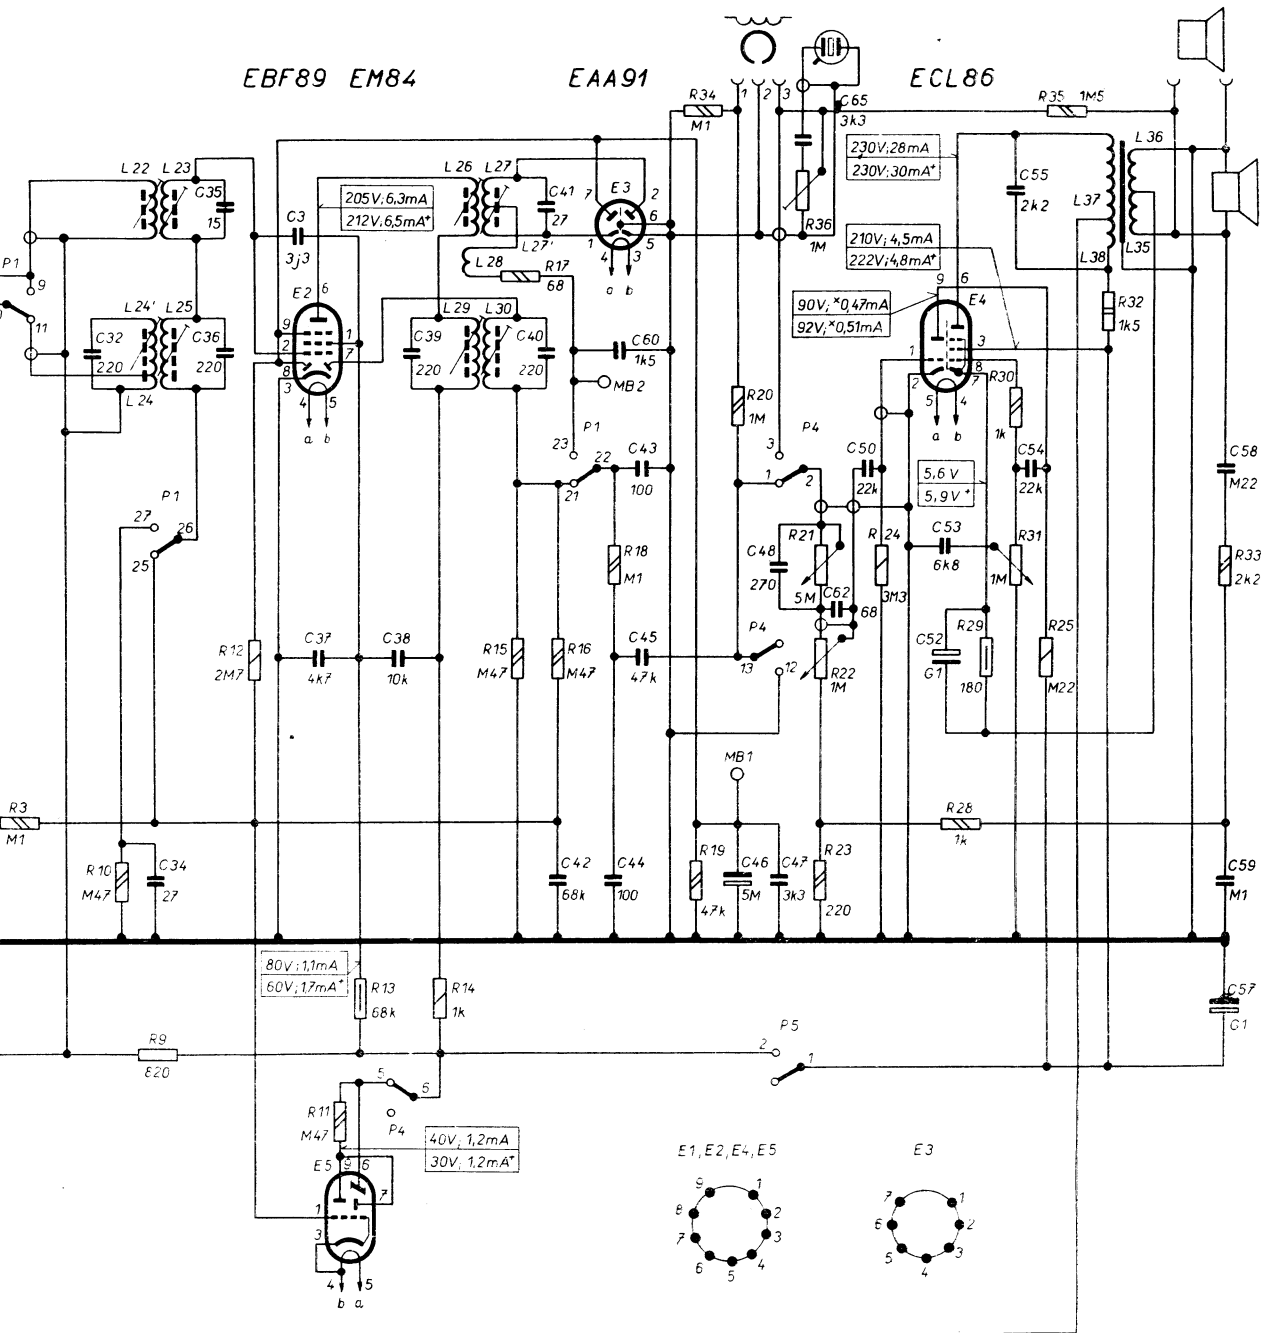 EBF89 EM84 EAA91 ECL86
R34
M1
1 2 3
C65
3k3
R35 1M5
L22 L23
C35
15
C3
3j3
205V; 6,3mA
212V; 6,5mA+
L26 L27
C41
27
7 E3 2
1 6 5
4 3
a b
R36
1M
230V; 28mA
230V; 30mA+
C55
2k2
L36
L37
L38 L35
210V; 4,5mA
222V; 4,8mA+
P1
9
11
L27'
L28
R17
68
E2 6
9 1
2 7
8
3
4 5
a b
90V; *0,47mA
92V; *0,51mA
9 6
E4
1 3
2 8
7
5 4
a b
R32
1k5
L24' L25
C32
220
C36
220
L24
L29 L30
C39
220
C40
220
C60
1k5
MB2
R20
1M
R30
1k
P1
23
22
21
C43
100
P4
3
1
2
C50
22k
5,6V
5,9V+
C54
22k
C58
M22
P1
27
26
25
R18
M1
C48
270
R21
5M
R24
3M3
C53
6k8
R31
1M
R33
2k2
C62
68
R12
2M7
C37
4k7
C38
10k
R15
M47
R16
M47
C45
47k
P4
13
12
R22
1M
C52
G1
R29
180
R25
M22
MB1
R3
M1
R28
1k
R10
M47
C34
27
C42
68k
C44
100
R19
47k
C46
5M
C47
3k3
R23
220
C59
M1
80V; 1,1mA
60V; 1,7mA+
R13
68k
R14
1k
C57
G1
R9
820
P5
2
1
R11
M47
5
6
P4
40V; 1,2mA
30V; 1,2mA+
E5 9 6
7
1
3
4 5
b a
E1, E2, E4, E5 E3
9 1
8 2
7 3
6 5 4
7 1
6 2
5 4 3